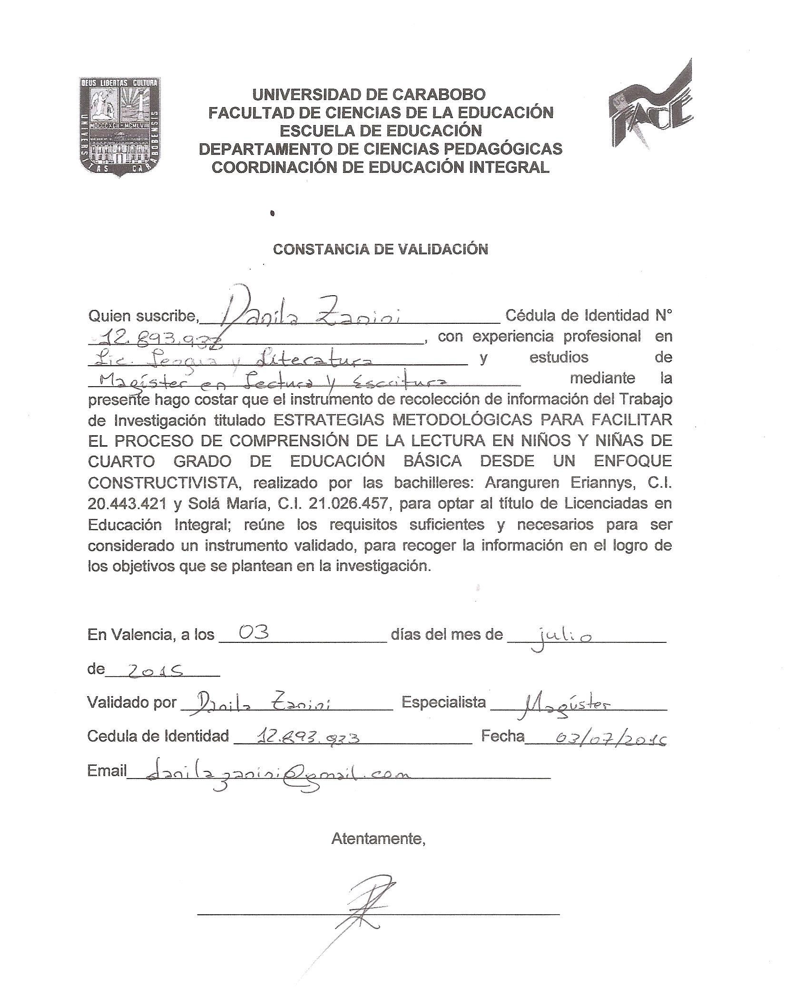 DEUS LIBERTAS CULTURA
MDCCCXCII - MCMLVIII
UNIVERSITAS CARABOBENSIS
FACE
UNIVERSIDAD DE CARABOBO
FACULTAD DE CIENCIAS DE LA EDUCACIÓN
ESCUELA DE EDUCACIÓN
DEPARTAMENTO DE CIENCIAS PEDAGÓGICAS
COORDINACIÓN DE EDUCACIÓN INTEGRAL
CONSTANCIA DE VALIDACIÓN
Quien suscribe, Danila Zanini Cédula de Identidad N°
12.893.933, con experiencia profesional en
Lic. Lengua y Literatura y estudios de
Magíster en Lectura y Escritura mediante la
presente hago costar que el instrumento de recolección de información del Trabajo
de Investigación titulado ESTRATEGIAS METODOLÓGICAS PARA FACILITAR
EL PROCESO DE COMPRENSIÓN DE LA LECTURA EN NIÑOS Y NIÑAS DE
CUARTO GRADO DE EDUCACIÓN BÁSICA DESDE UN ENFOQUE
CONSTRUCTIVISTA, realizado por las bachilleres: Aranguren Eriannys, C.I.
20.443.421 y Solá María, C.I. 21.026.457, para optar al título de Licenciadas en
Educación Integral; reúne los requisitos suficientes y necesarios para ser
considerado un instrumento validado, para recoger la información en el logro de
los objetivos que se plantean en la investigación.
En Valencia, a los 03 días del mes de julio
de 2015
Validado por Danila Zanini Especialista Magíster
Cedula de Identidad 12.893.933 Fecha 03/07/2015
Email danilazanini@gmail.com
Atentamente,